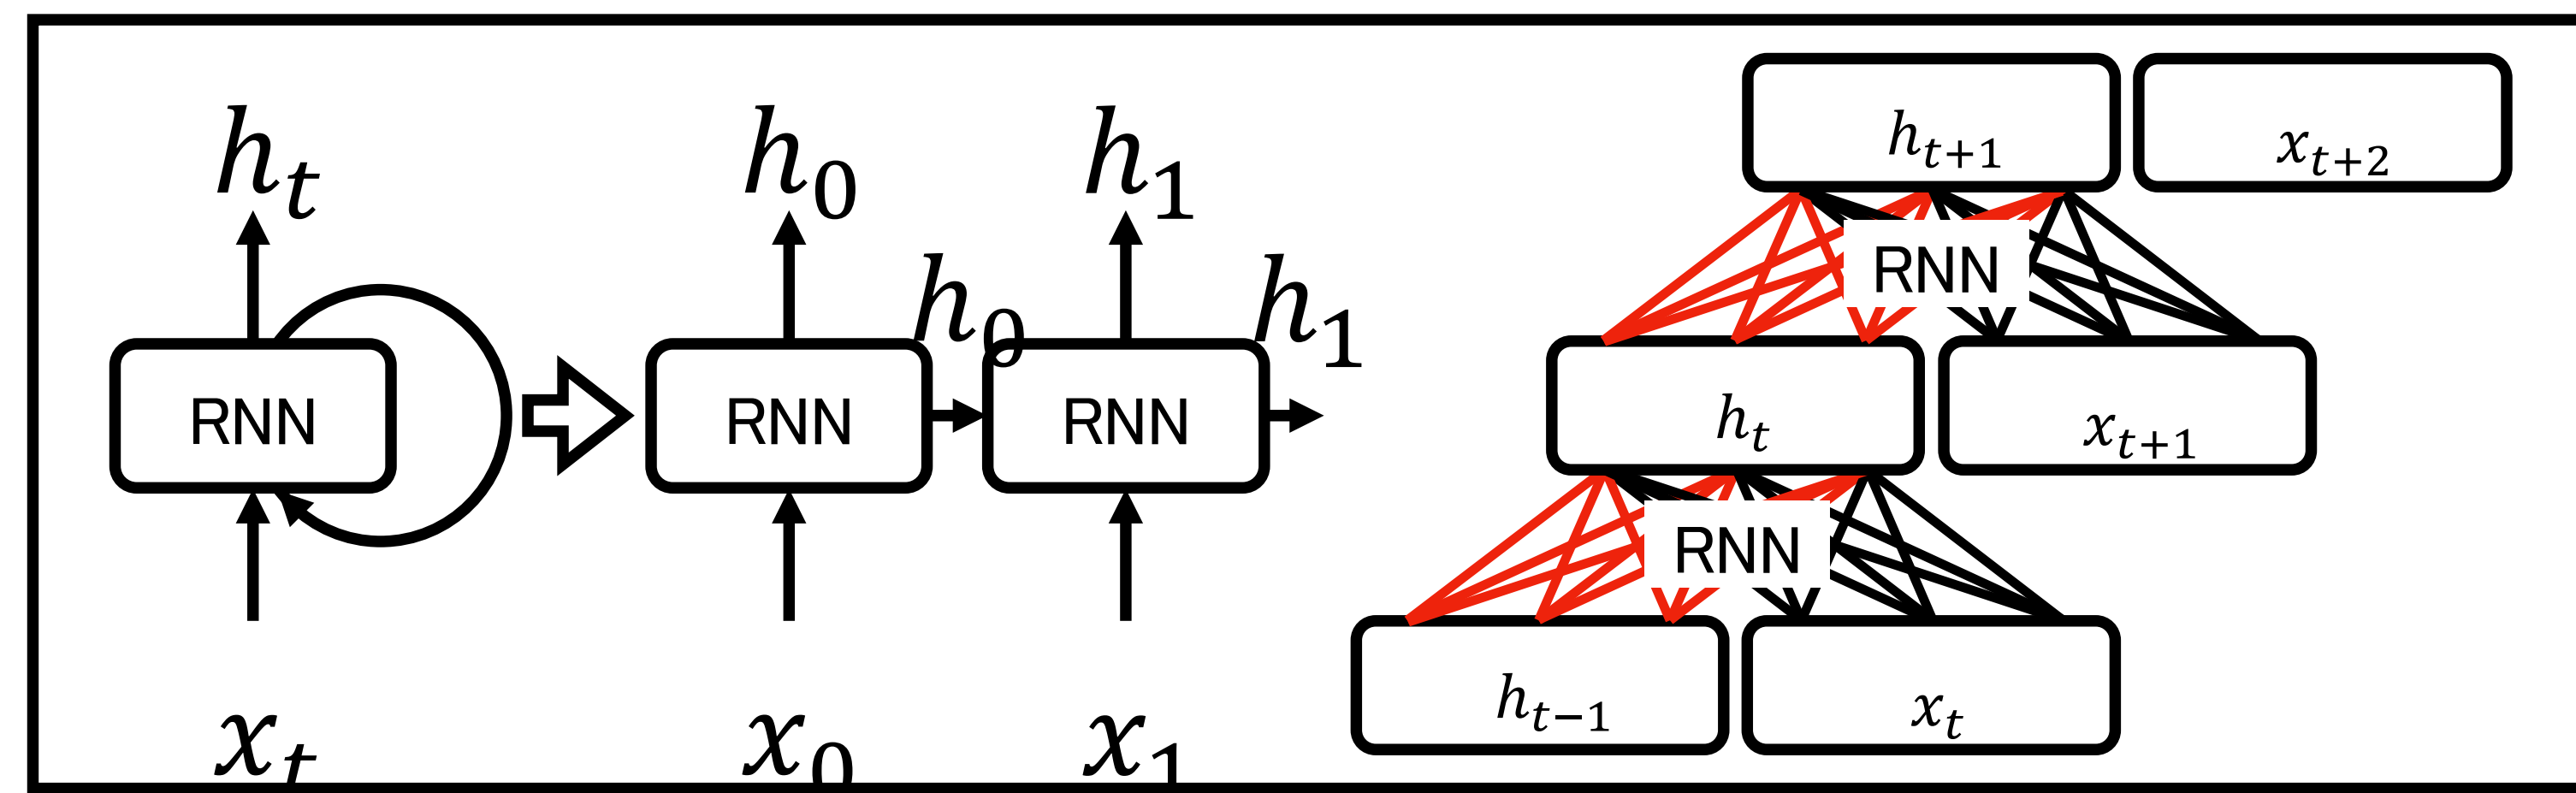 h_t
h_0
h_1
h_0
h_1
RNN
RNN
RNN
x_t
x_0
x_1
h_{t+1}
x_{t+2}
RNN
h_t
x_{t+1}
RNN
h_{t−1}
x_t